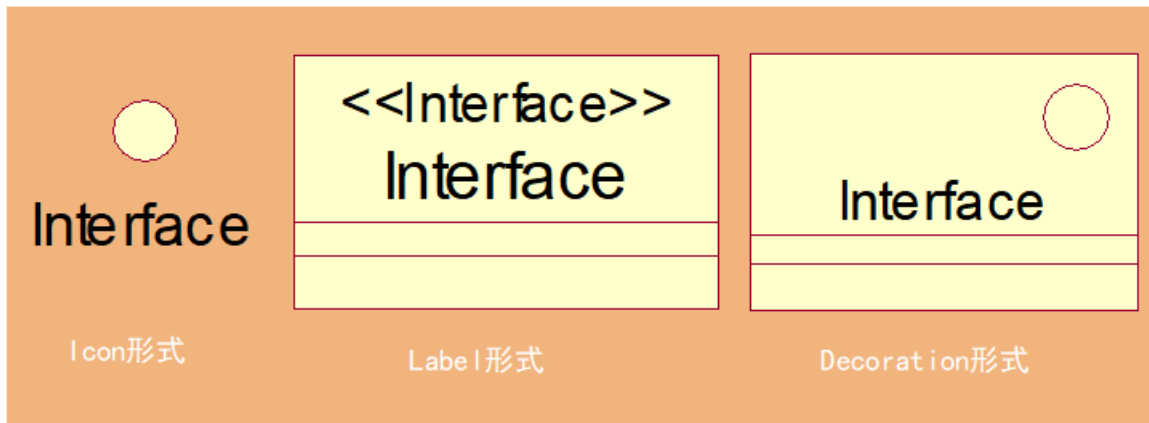 Interface
<<Interface>>
Interface
Interface
Icon形式
Label形式
Decoration形式